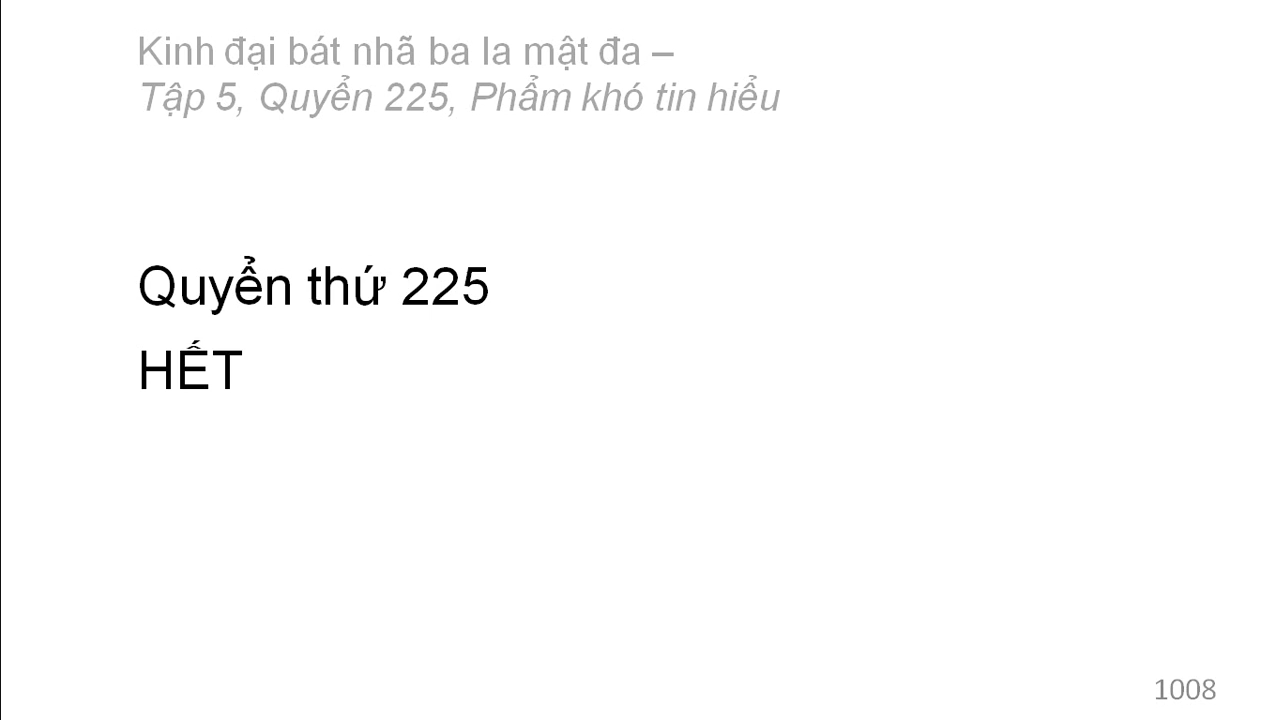 Kinh đại bát nhã ba la mật đa –
Tập 5, Quyển 225, Phẩm khó tin hiểu
Quyển thứ 225
HẾT
1008